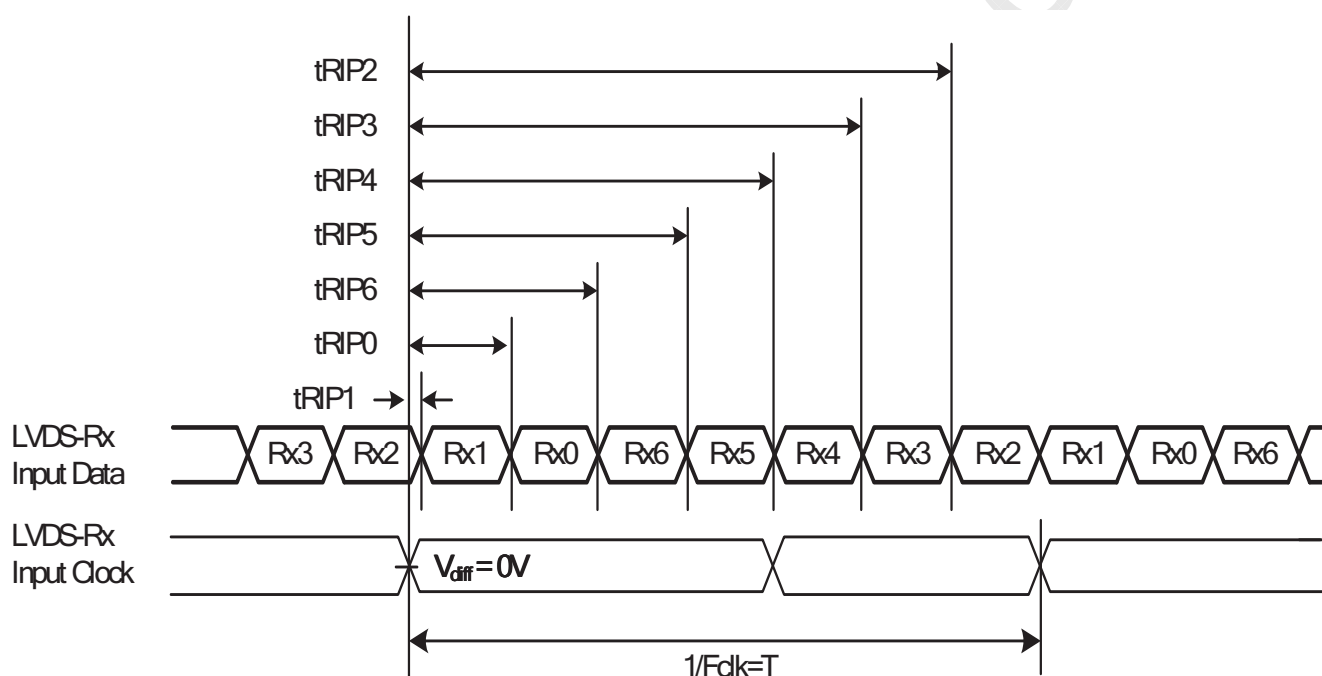 tRIP2
tRIP3
tRIP4
tRIP5
tRIP6
tRIP0
tRIP1
LVDS-Rx
Input Data
Rx3 Rx2 Rx1 Rx0 Rx6 Rx5 Rx4 Rx3 Rx2 Rx1 Rx0 Rx6
LVDS-Rx
Input Clock
Vdiff = 0V
1/Fclk=T